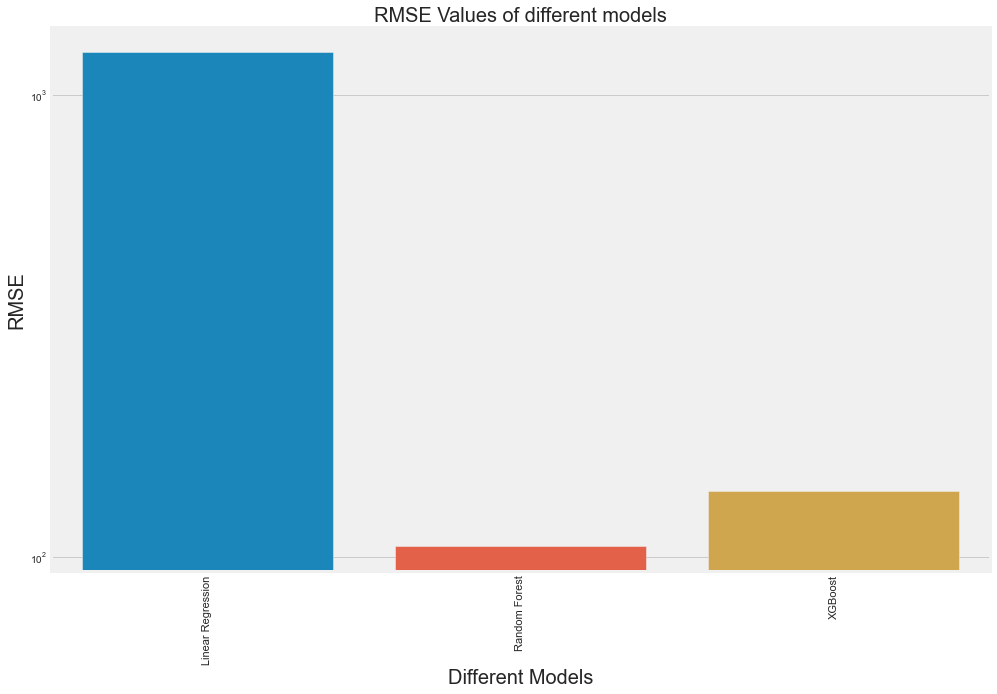 RMSE Values of different models
RMSE
10³
10²
Linear Regression
Random Forest
XGBoost
Different Models